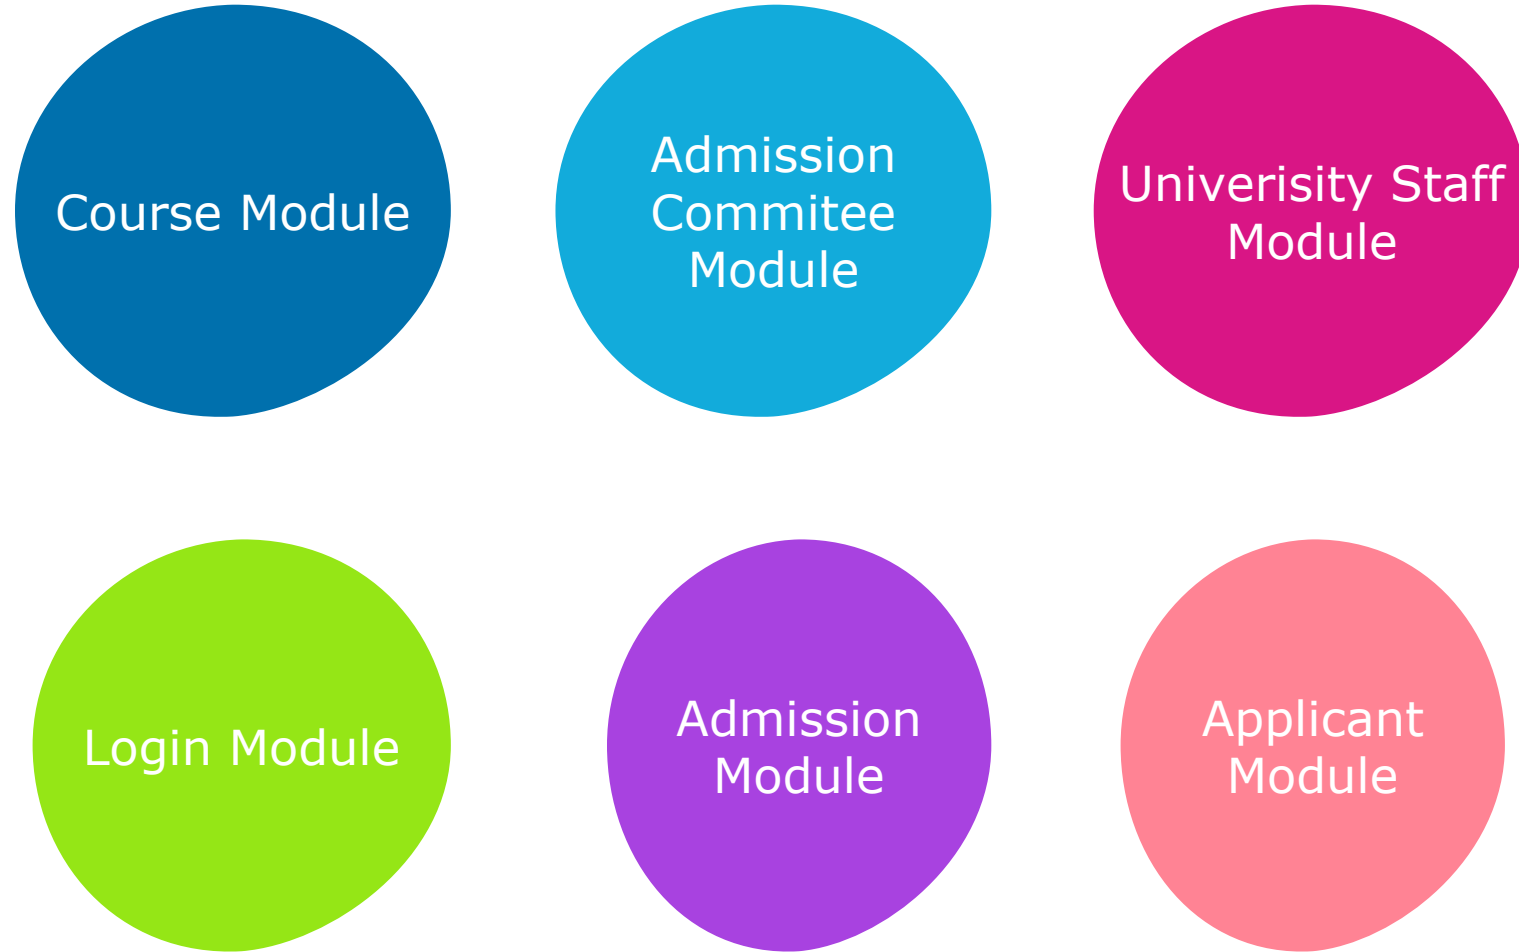 Course Module
Admission
Commitee
Module
Univerisity Staff
Module
Login Module
Admission
Module
Applicant
Module